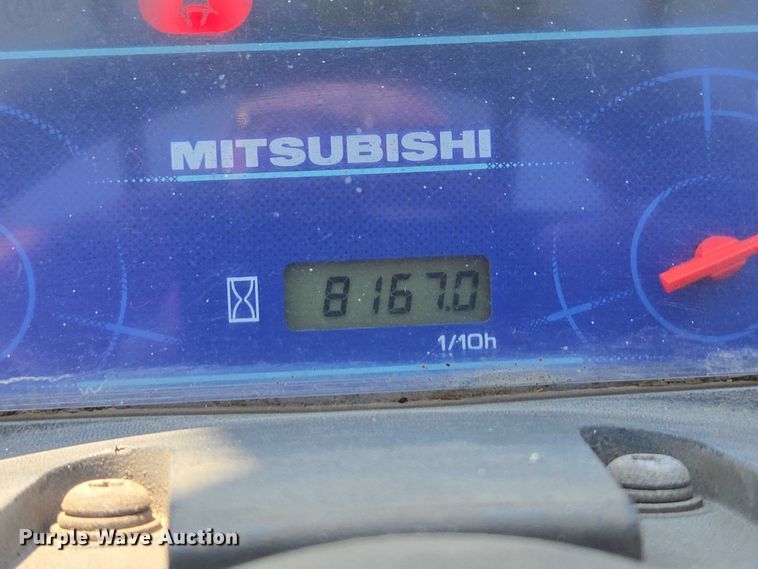 MITSUBISHI
8167.0
1/10h
Purple Wave Auction